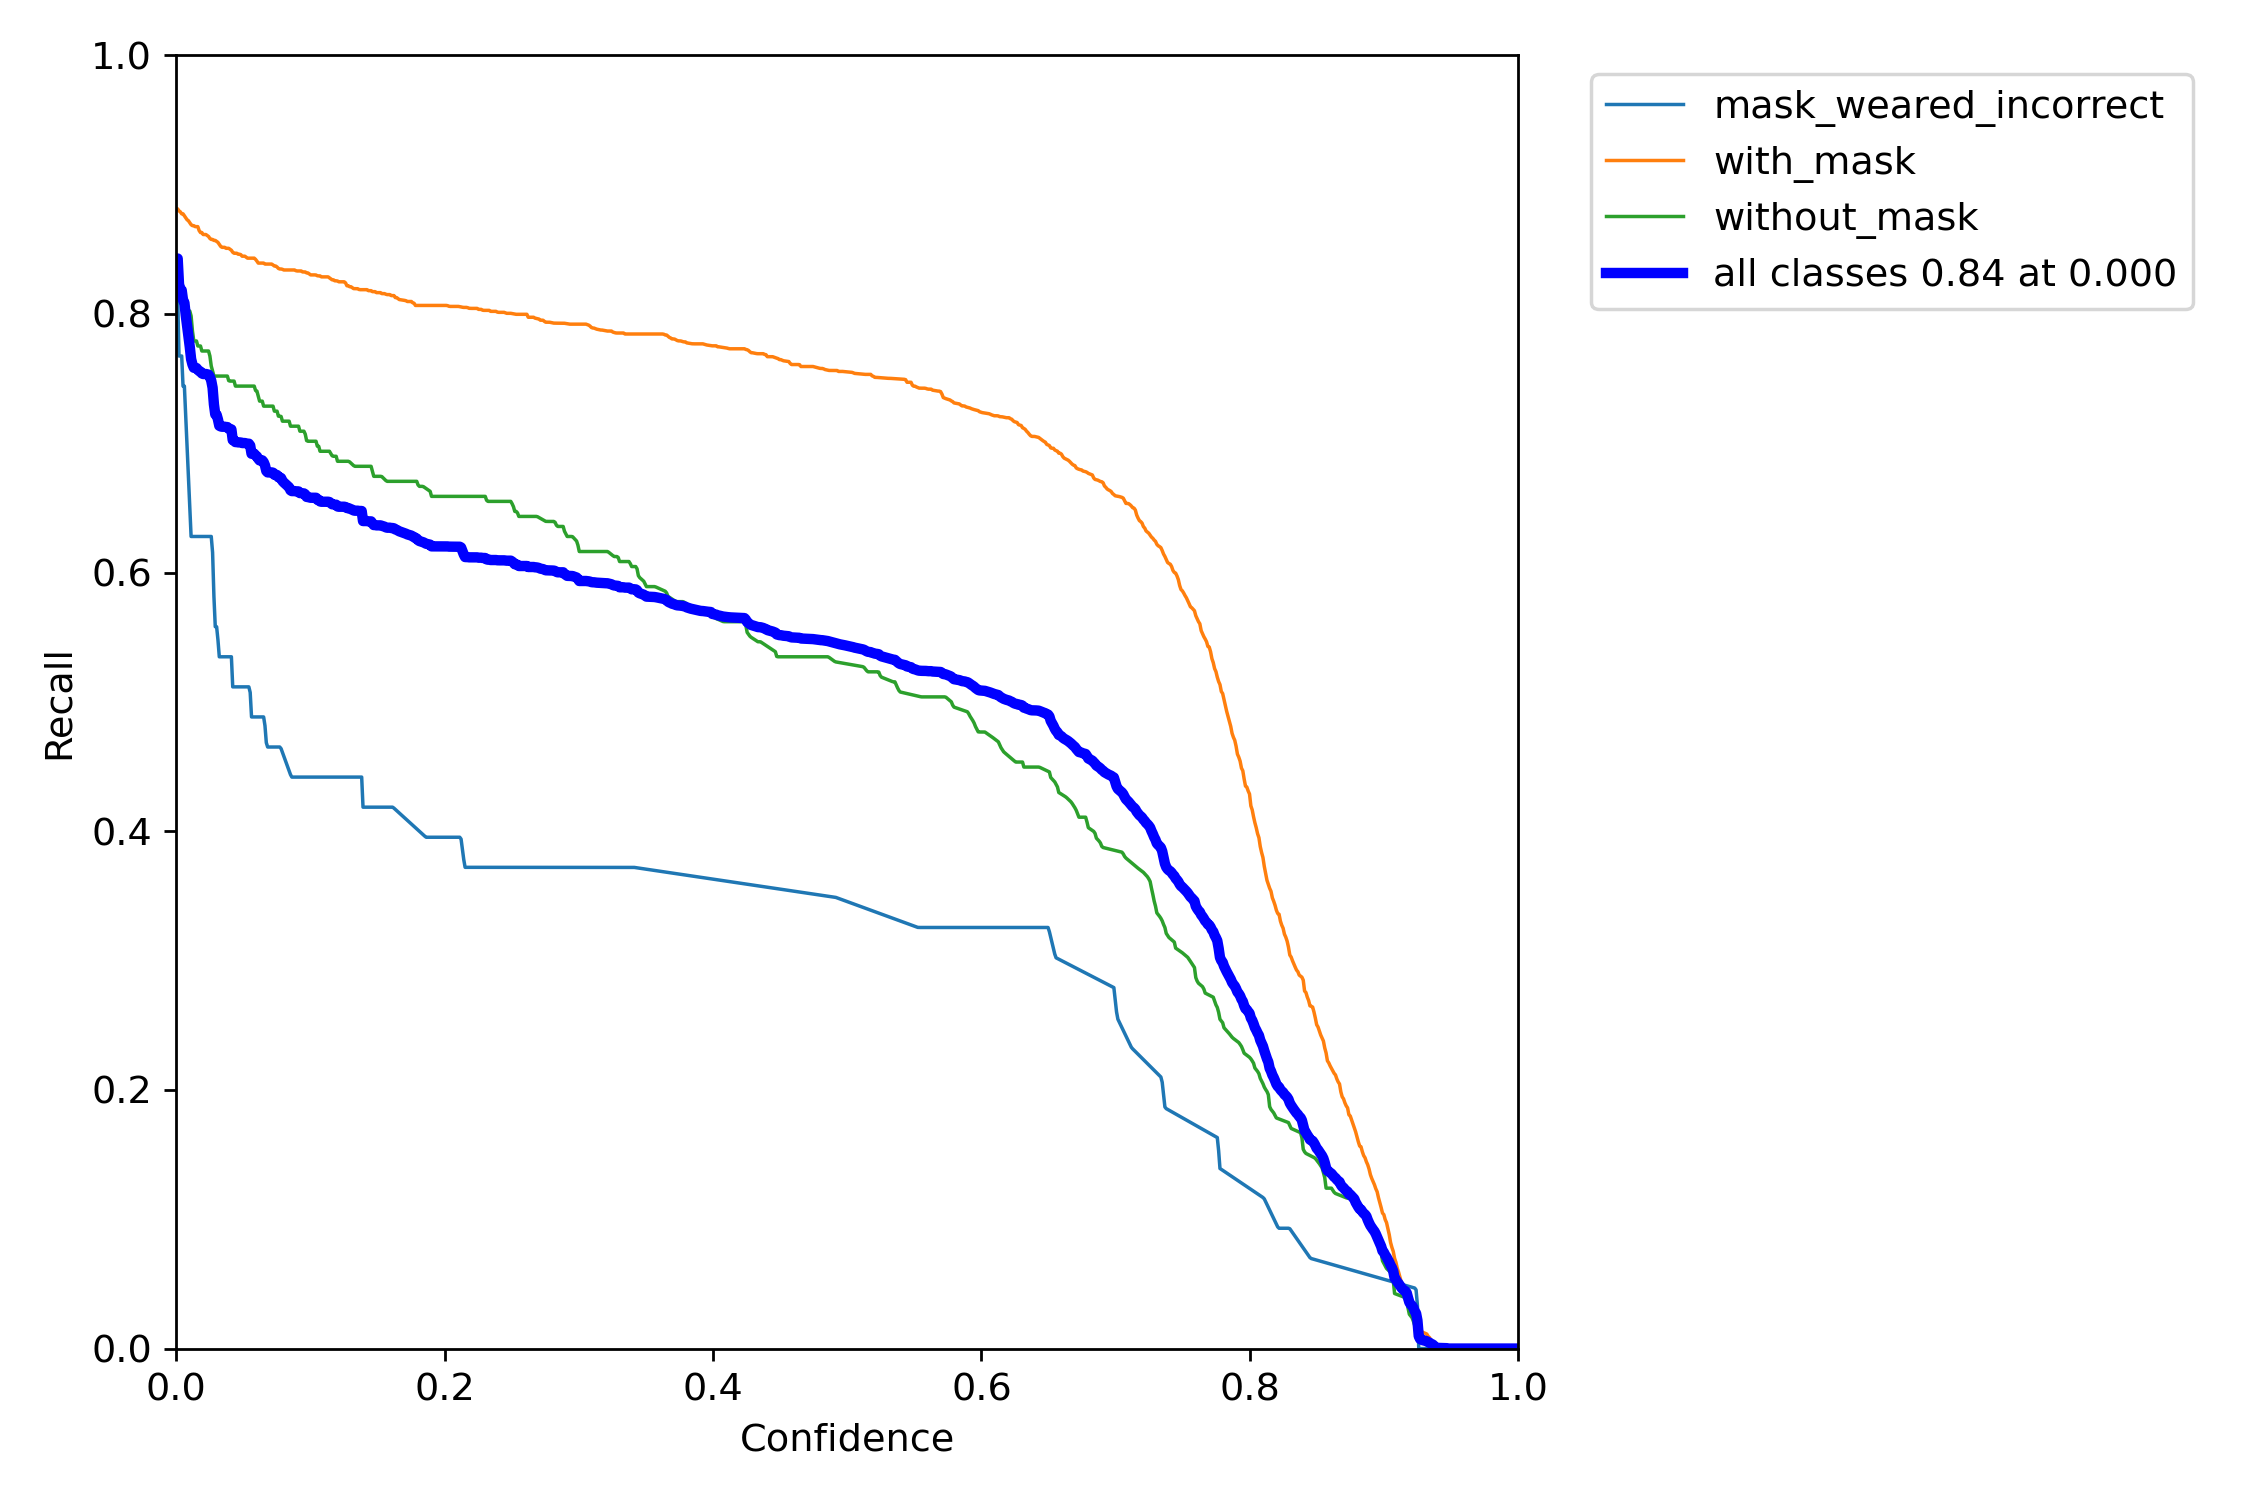 1.0
0.8
0.6
0.4
0.2
0.0
Recall
0.0 0.2 0.4 0.6 0.8 1.0
Confidence
mask_weared_incorrect
with_mask
without_mask
all classes 0.84 at 0.000